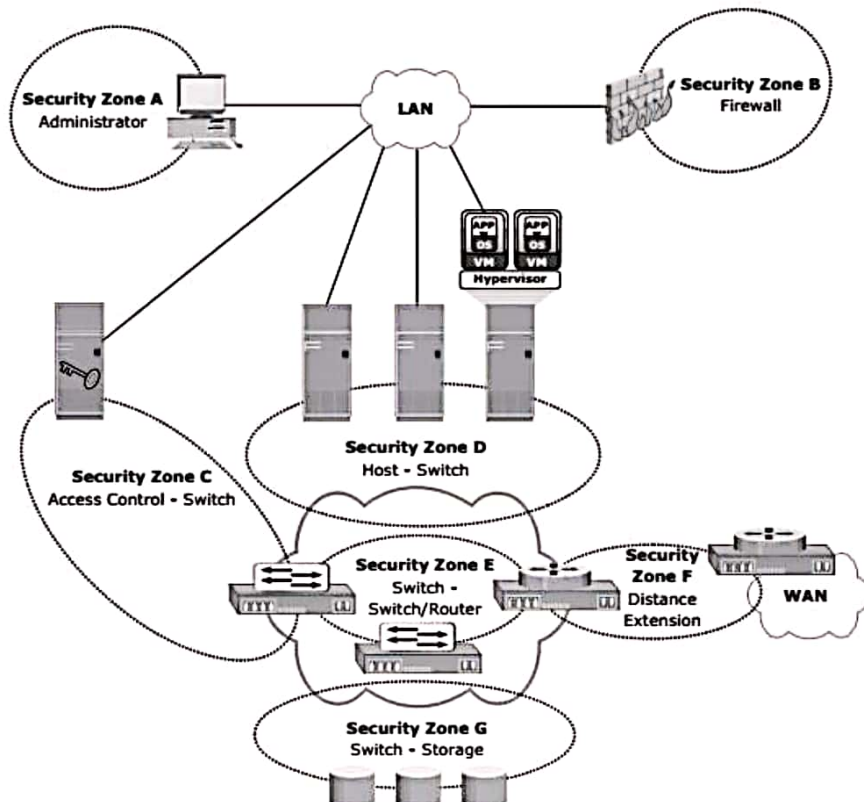 Security Zone A
Administrator
LAN
Security Zone B
Firewall
APP
OS
VM
APP
OS
VM
Hypervisor
Security Zone D
Host - Switch
Security Zone C
Access Control - Switch
Security Zone E
Switch -
Switch/Router
Security
Zone F
Distance
Extension
WAN
Security Zone G
Switch - Storage